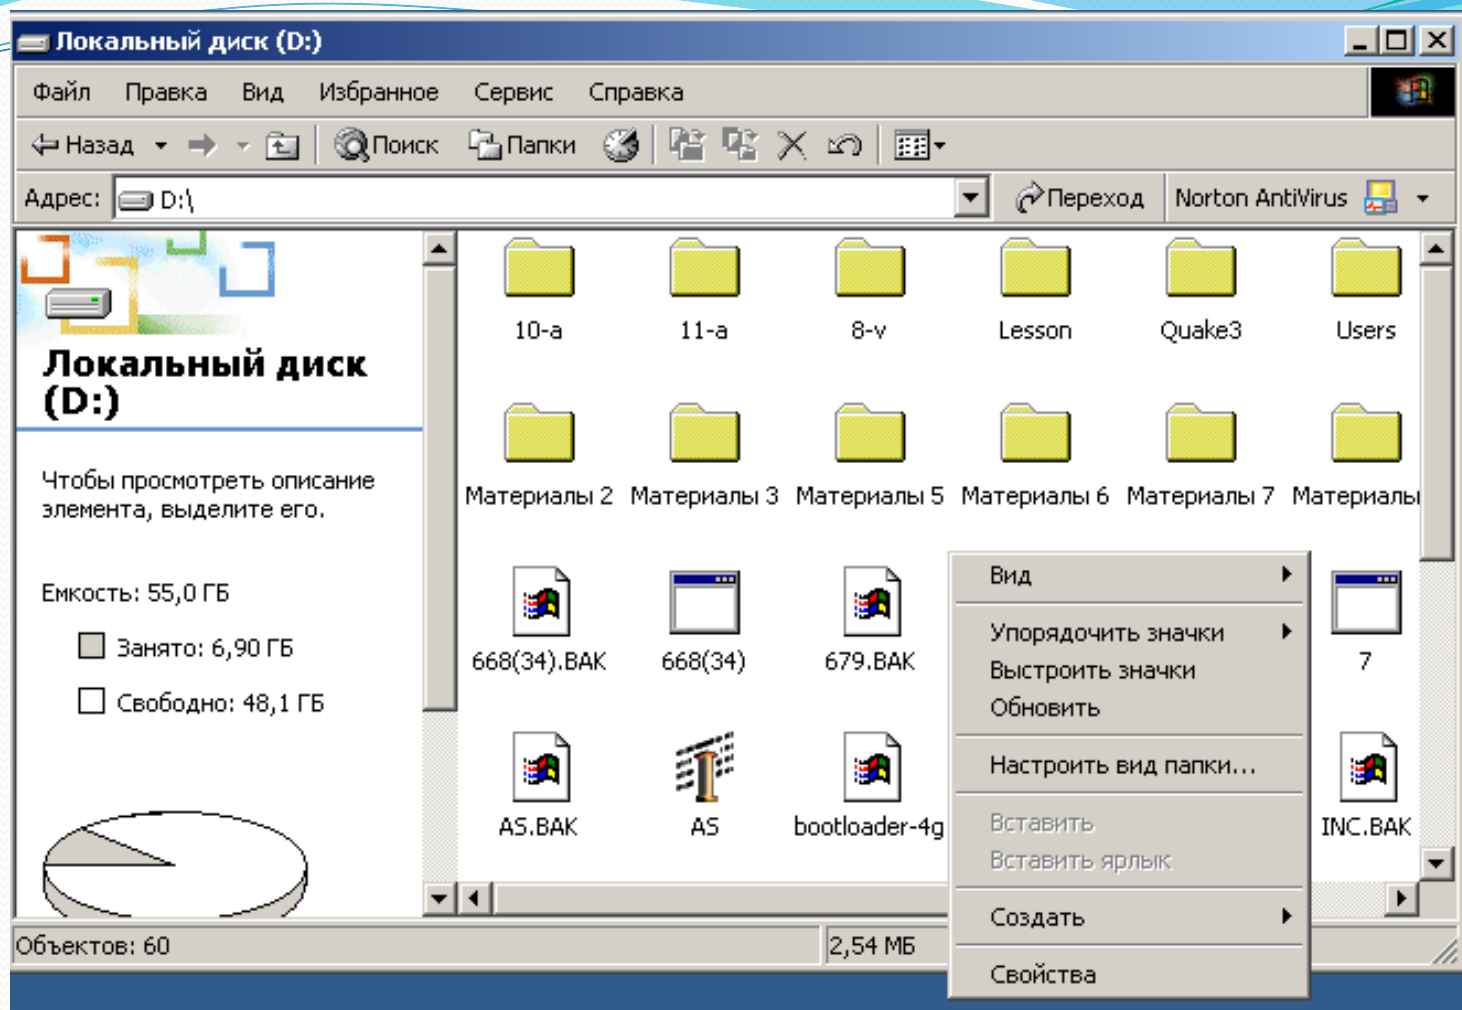 Локальный диск (D:)
Файл Правка Вид Избранное Сервис Справка
Назад Поиск Папки
Адрес: D:\ Переход Norton AntiVirus
Локальный диск
(D:)
Чтобы просмотреть описание
элемента, выделите его.
Емкость: 55,0 ГБ
Занято: 6,90 ГБ
Свободно: 48,1 ГБ
10-a 11-a 8-v Lesson Quake3 Users
Материалы 2 Материалы 3 Материалы 5 Материалы 6 Материалы 7 Материалы
668(34).BAK 668(34) 679.BAK 7
AS.BAK AS bootloader-4g INC.BAK
Вид
Упорядочить значки
Выстроить значки
Обновить
Настроить вид папки...
Вставить
Вставить ярлык
Создать
Свойства
Объектов: 60 2,54 МБ